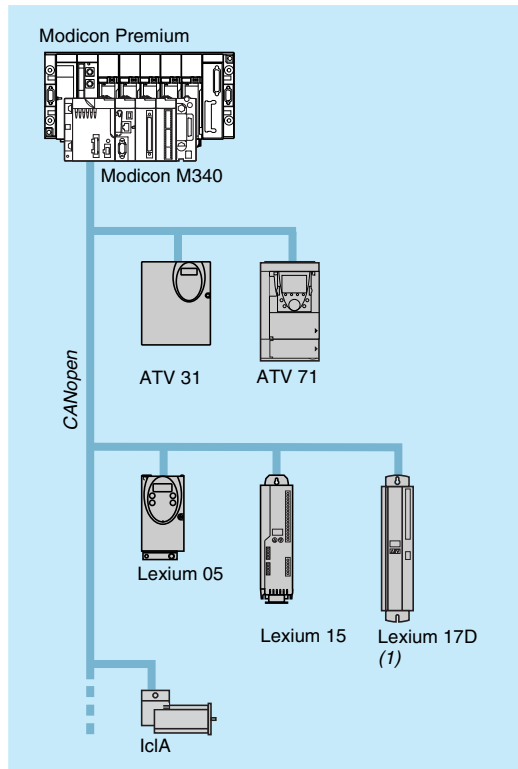 Modicon Premium
Modicon M340
ATV 31
ATV 71
CANopen
Lexium 05
Lexium 15
Lexium 17D
(1)
IclA